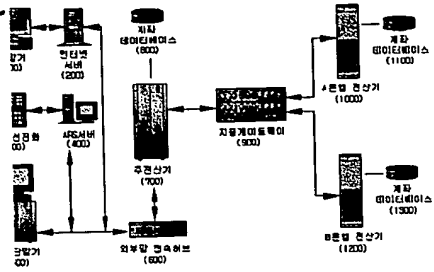 계좌
데이터베이스
(800)
인터넷
서버
(200)
계좌
데이터베이스
(1100)
A은행 전산기
(1000)
ARS서버
(400)
주전산기
(700)
지불게이트웨이
(900)
외부망 접속허브
(600)
계좌
데이터베이스
(1300)
B은행 전산기
(1200)